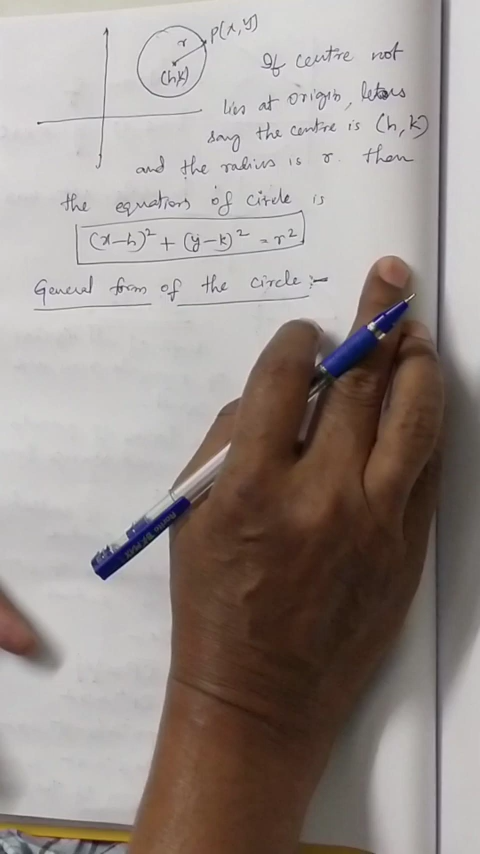 P(x,y)
r
(h,k)
If centre not
lies at origin, let us
say the centre is (h, k)
and the radius is r. then
the equation of circle is
(x-h)² + (y-k)² = r²
General form of the circle :-